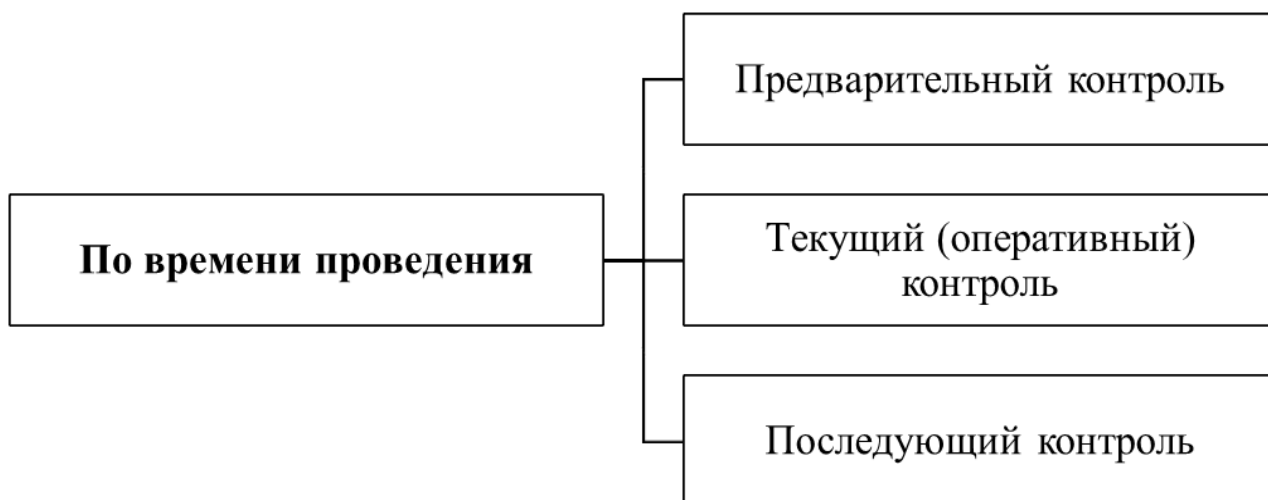 Предварительный контроль
По времени проведения
Текущий (оперативный)
контроль
Последующий контроль